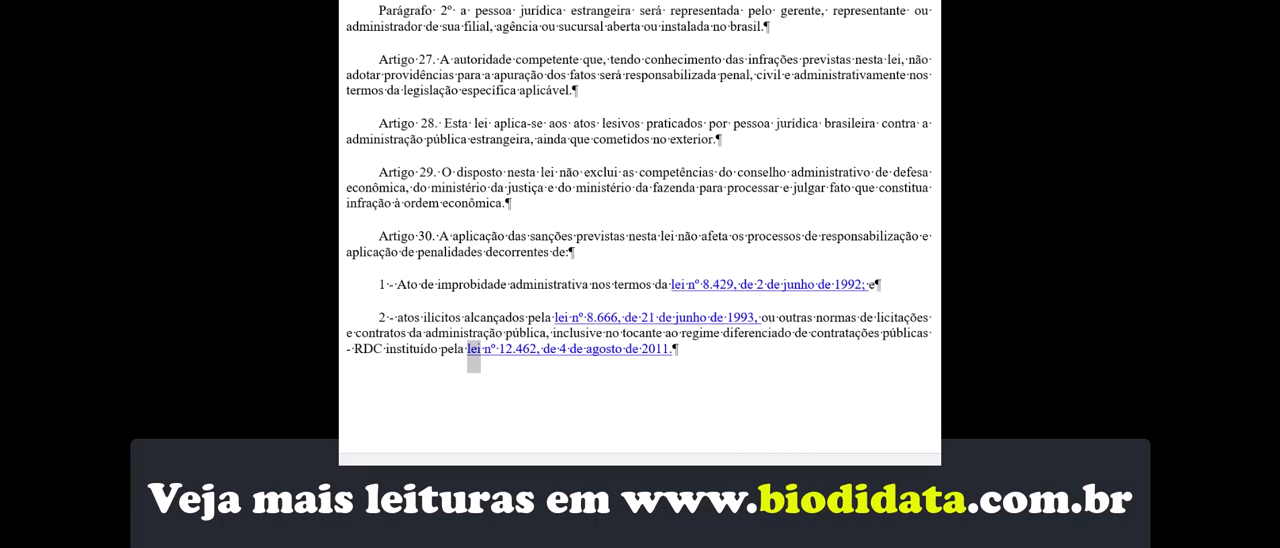 Parágrafo 2º a pessoa jurídica estrangeira será representada pelo gerente, representante ou
administrador de sua filial, agência ou sucursal aberta ou instalada no brasil.¶
Artigo 27. A autoridade competente que, tendo conhecimento das infrações previstas nesta lei, não
adotar providências para a apuração dos fatos será responsabilizada penal, civil e administrativamente nos
termos da legislação específica aplicável.¶
Artigo 28. Esta lei aplica-se aos atos lesivos praticados por pessoa jurídica brasileira contra a
administração pública estrangeira, ainda que cometidos no exterior.¶
Artigo 29. O disposto nesta lei não exclui as competências do conselho administrativo de defesa
econômica, do ministério da justiça e do ministério da fazenda para processar e julgar fato que constitua
infração à ordem econômica.¶
Artigo 30. A aplicação das sanções previstas nesta lei não afeta os processos de responsabilização e
aplicação de penalidades decorrentes de:¶
1 - Ato de improbidade administrativa nos termos da lei nº 8.429, de 2 de junho de 1992; e¶
2 - atos ilícitos alcançados pela lei nº 8.666, de 21 de junho de 1993, ou outras normas de licitações
e contratos da administração pública, inclusive no tocante ao regime diferenciado de contratações públicas
- RDC instituído pela lei nº 12.462, de 4 de agosto de 2011.¶
Veja mais leituras em www.biodidata.com.br